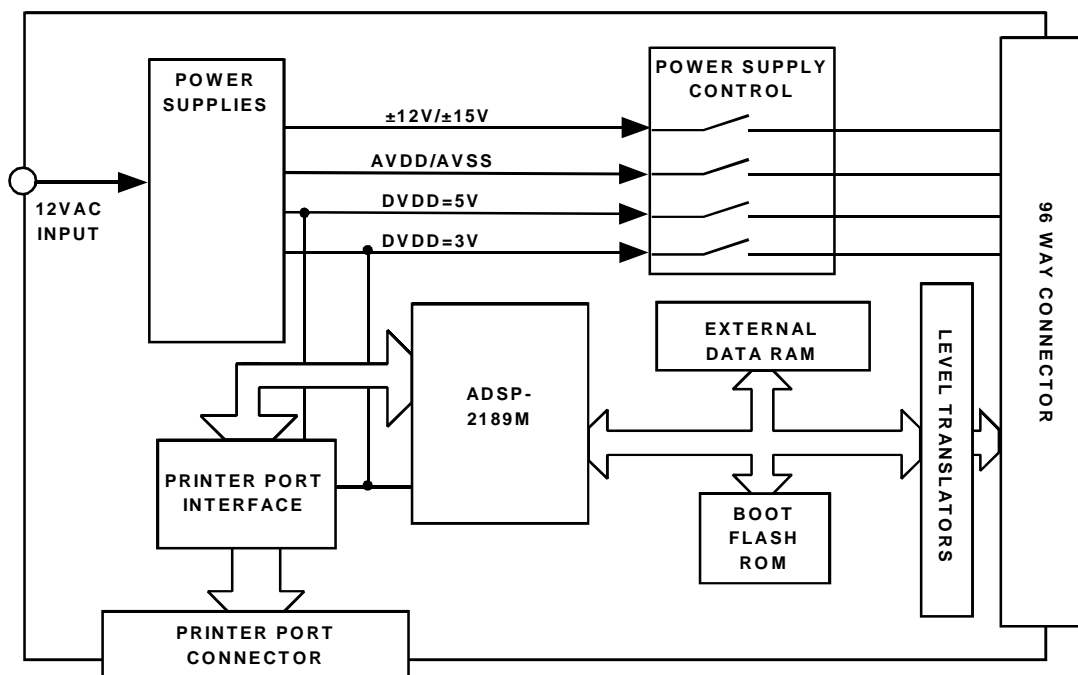 POWER
SUPPLIES
POWER SUPPLY
CONTROL
±12V/±15V
AVDD/AVSS
DVDD=5V
DVDD=3V
12VAC
INPUT
96 WAY CONNECTOR
EXTERNAL
DATA RAM
LEVEL TRANSLATORS
ADSP-
2189M
PRINTER PORT
INTERFACE
BOOT
FLASH
ROM
PRINTER PORT
CONNECTOR